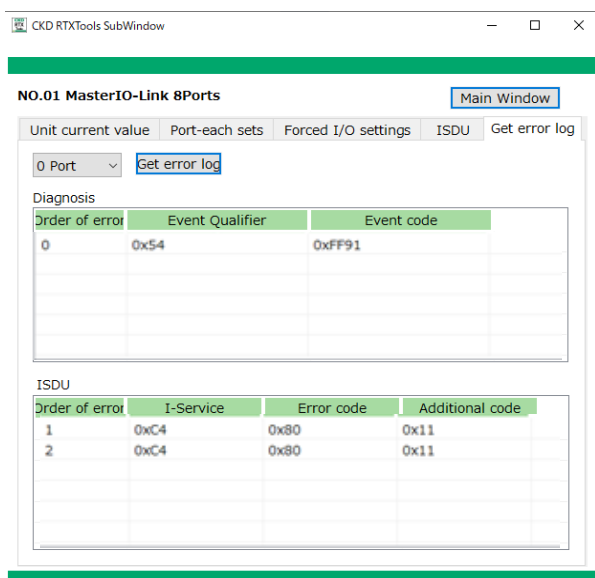 CKD RTXTools SubWindow
NO.01 MasterIO-Link 8Ports
Main Window
Unit current value Port-each sets Forced I/O settings ISDU Get error log
0 Port Get error log
Diagnosis
Order of error Event Qualifier Event code
0 0x54 0xFF91
ISDU
Order of error I-Service Error code Additional code
1 0xC4 0x80 0x11
2 0xC4 0x80 0x11